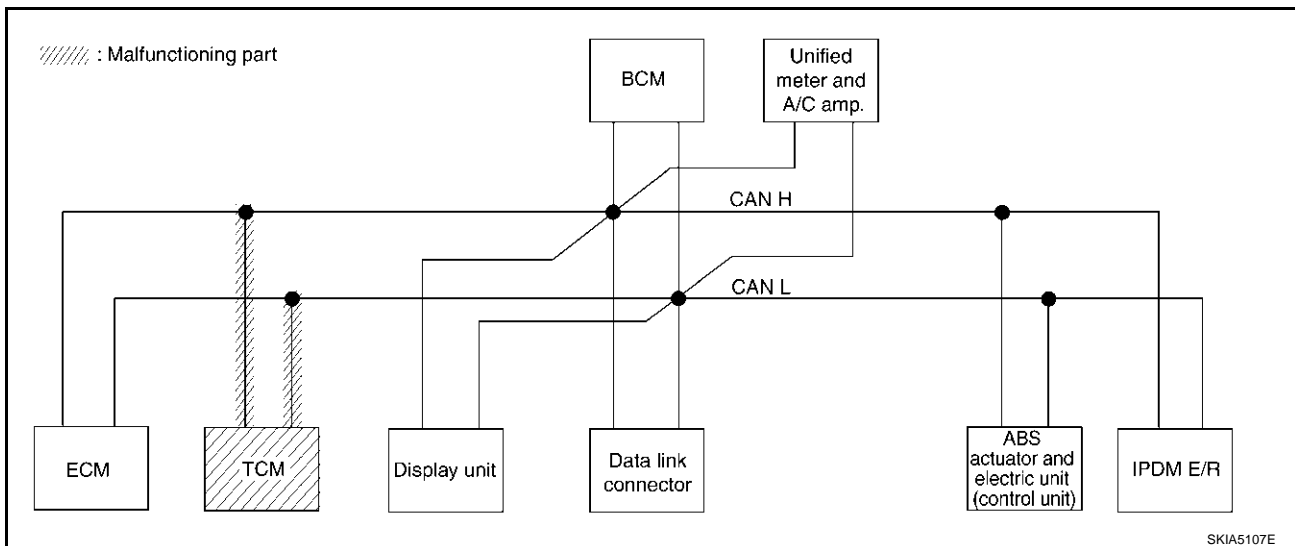 : Malfunctioning part
BCM
Unified
meter and
A/C amp.
CAN H
CAN L
ECM
TCM
Display unit
Data link
connector
ABS
actuator and
electric unit
(control unit)
IPDM E/R
SKIA5107E